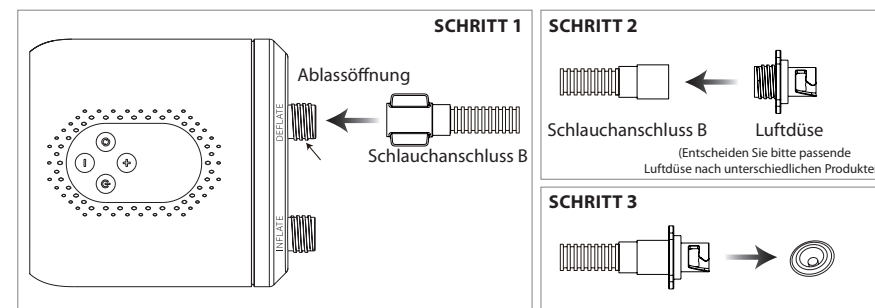 SCHRITT 1
Ablassöffnung
DEFLATE
Schlauchanschluss B
INFLATE
SCHRITT 2
Schlauchanschluss B
Luftdüse
(Entscheiden Sie bitte passende
Luftdüse nach unterschiedlichen Produkten
SCHRITT 3